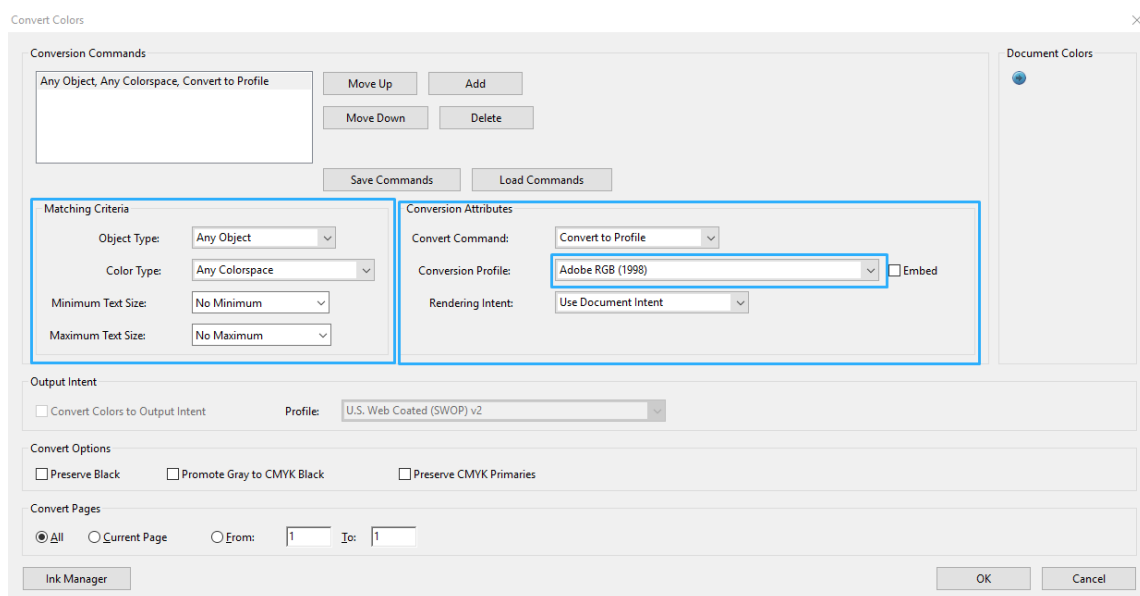 Convert Colors
Conversion Commands
Document Colors
Any Object, Any Colorspace, Convert to Profile
Move Up
Add
Move Down
Delete
Save Commands
Load Commands
Matching Criteria
Object Type: Any Object
Color Type: Any Colorspace
Minimum Text Size: No Minimum
Maximum Text Size: No Maximum
Conversion Attributes
Convert Command: Convert to Profile
Conversion Profile: Adobe RGB (1998) Embed
Rendering Intent: Use Document Intent
Output Intent
Convert Colors to Output Intent Profile: U.S. Web Coated (SWOP) v2
Convert Options
Preserve Black Promote Gray to CMYK Black Preserve CMYK Primaries
Convert Pages
All Current Page From: 1 To: 1
Ink Manager OK Cancel